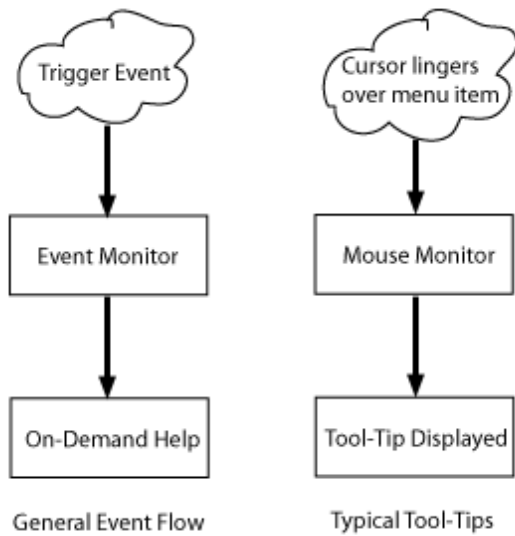 Trigger Event
Event Monitor
On-Demand Help
General Event Flow
Cursor lingers
over menu item
Mouse Monitor
Tool-Tip Displayed
Typical Tool-Tips